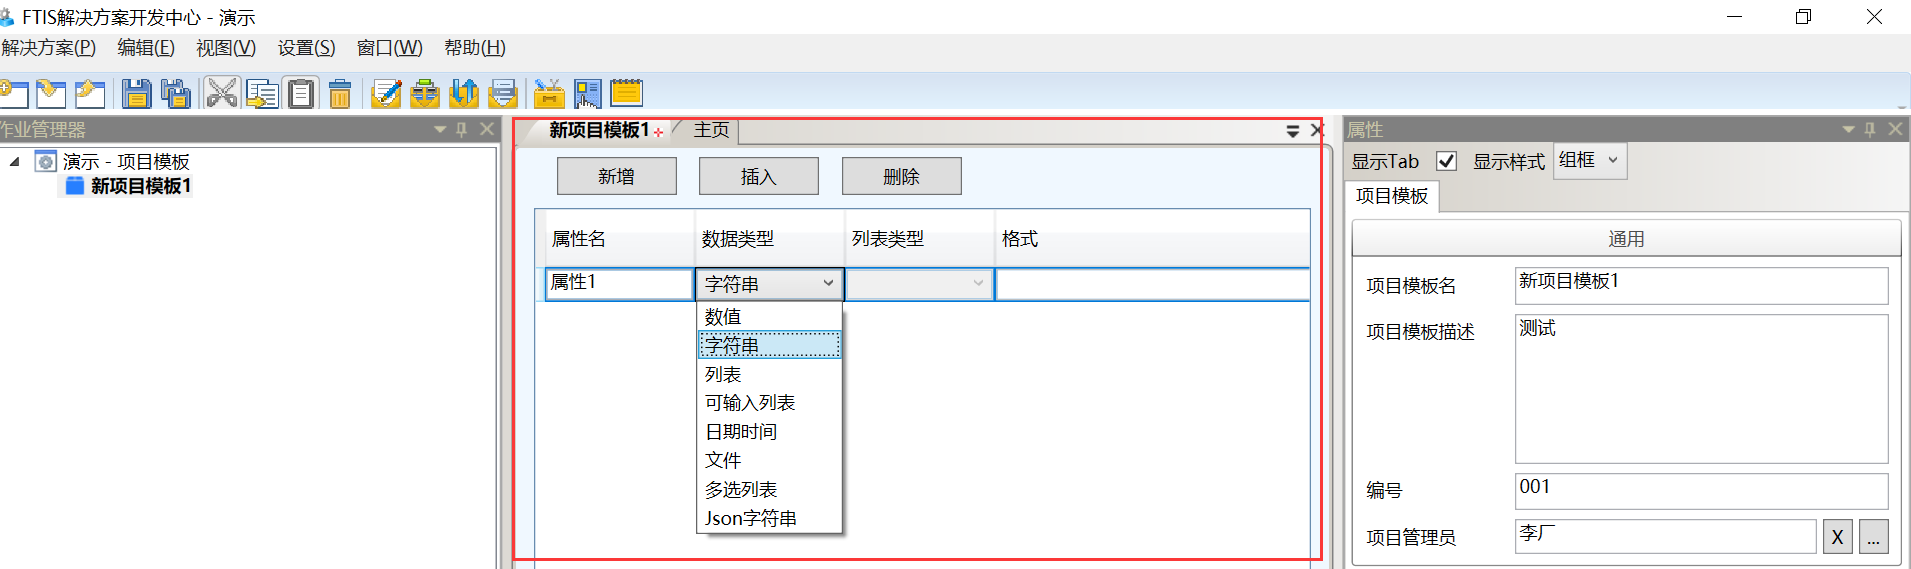 FTIS解决方案开发中心 - 演示
解决方案(P) 编辑(E) 视图(V) 设置(S) 窗口(W) 帮助(H)
作业管理器
演示 - 项目模板
新项目模板1
新项目模板1 主页
新增 插入 删除
属性名 数据类型 列表类型 格式
属性1 字符串
数值
字符串
列表
可输入列表
日期时间
文件
多选列表
Json字符串
属性
显示Tab 显示样式 组框
项目模板
通用
项目模板名 新项目模板1
项目模板描述 测试
编号 001
项目管理员 李厂 X ...